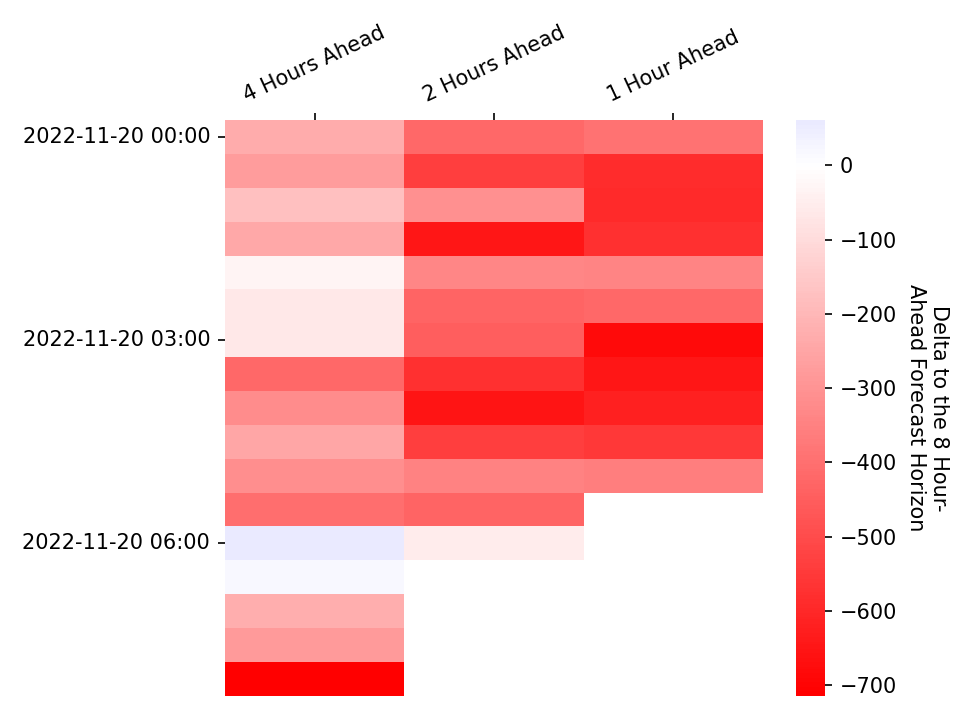 4 Hours Ahead
2 Hours Ahead
1 Hour Ahead
2022-11-20 00:00
2022-11-20 03:00
2022-11-20 06:00
0
−100
−200
−300
−400
−500
−600
−700
Delta to the 8 Hour-
Ahead Forecast Horizon